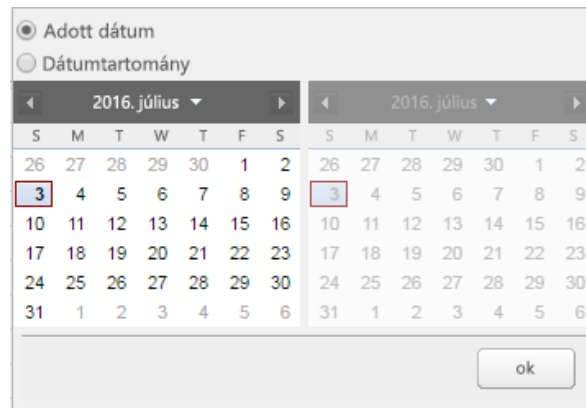 Adott dátum
Dátumtartomány
2016. július
S M T W T F S
26 27 28 29 30 1 2
3 4 5 6 7 8 9
10 11 12 13 14 15 16
17 18 19 20 21 22 23
24 25 26 27 28 29 30
31 1 2 3 4 5 6
2016. július
S M T W T F S
26 27 28 29 30 1 2
3 4 5 6 7 8 9
10 11 12 13 14 15 16
17 18 19 20 21 22 23
24 25 26 27 28 29 30
31 1 2 3 4 5 6
ok